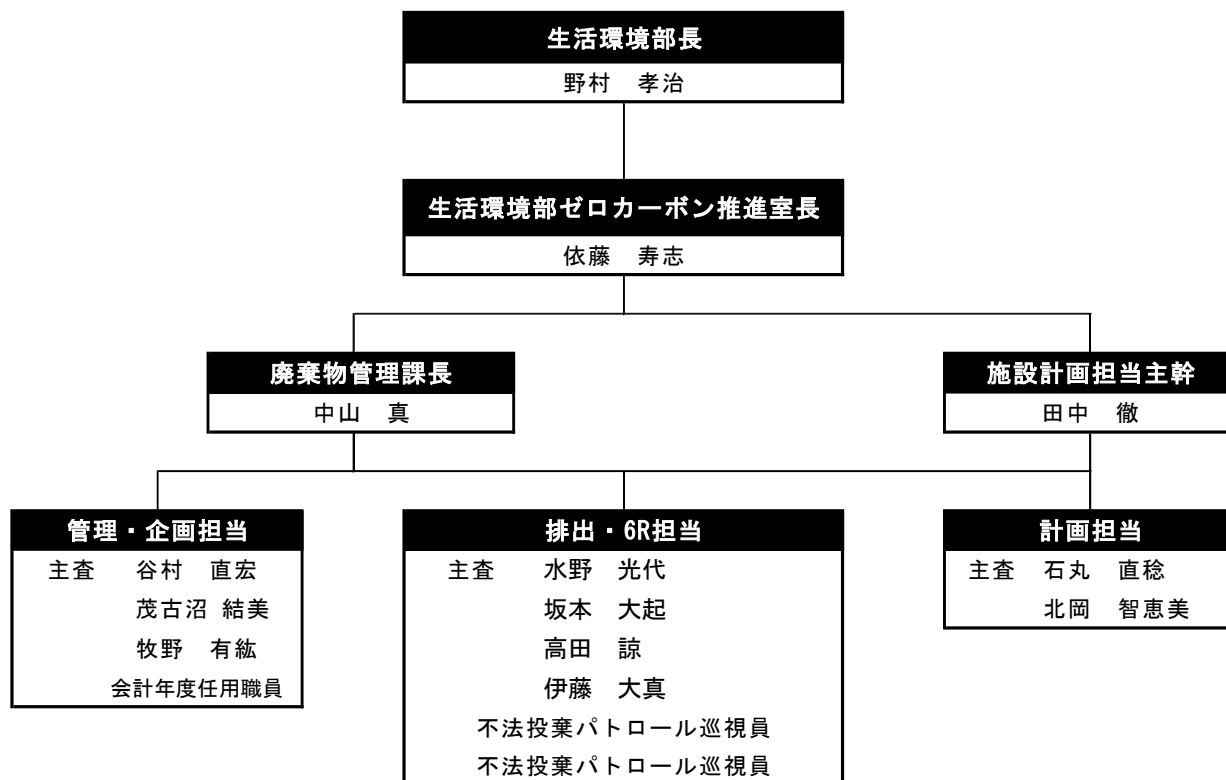 生活環境部長
野村　孝治
生活環境部ゼロカーボン推進室長
依藤　寿志
廃棄物管理課長
中山　真
施設計画担当主幹
田中　徹
管理・企画担当
主査　谷村　直宏
茂古沼 結美
牧野　有紘
会計年度任用職員
排出・6R担当
主査　水野　光代
坂本　大起
高田　諒
伊藤　大真
不法投棄パトロール巡視員
不法投棄パトロール巡視員
計画担当
主査　石丸　直稔
北岡　智恵美